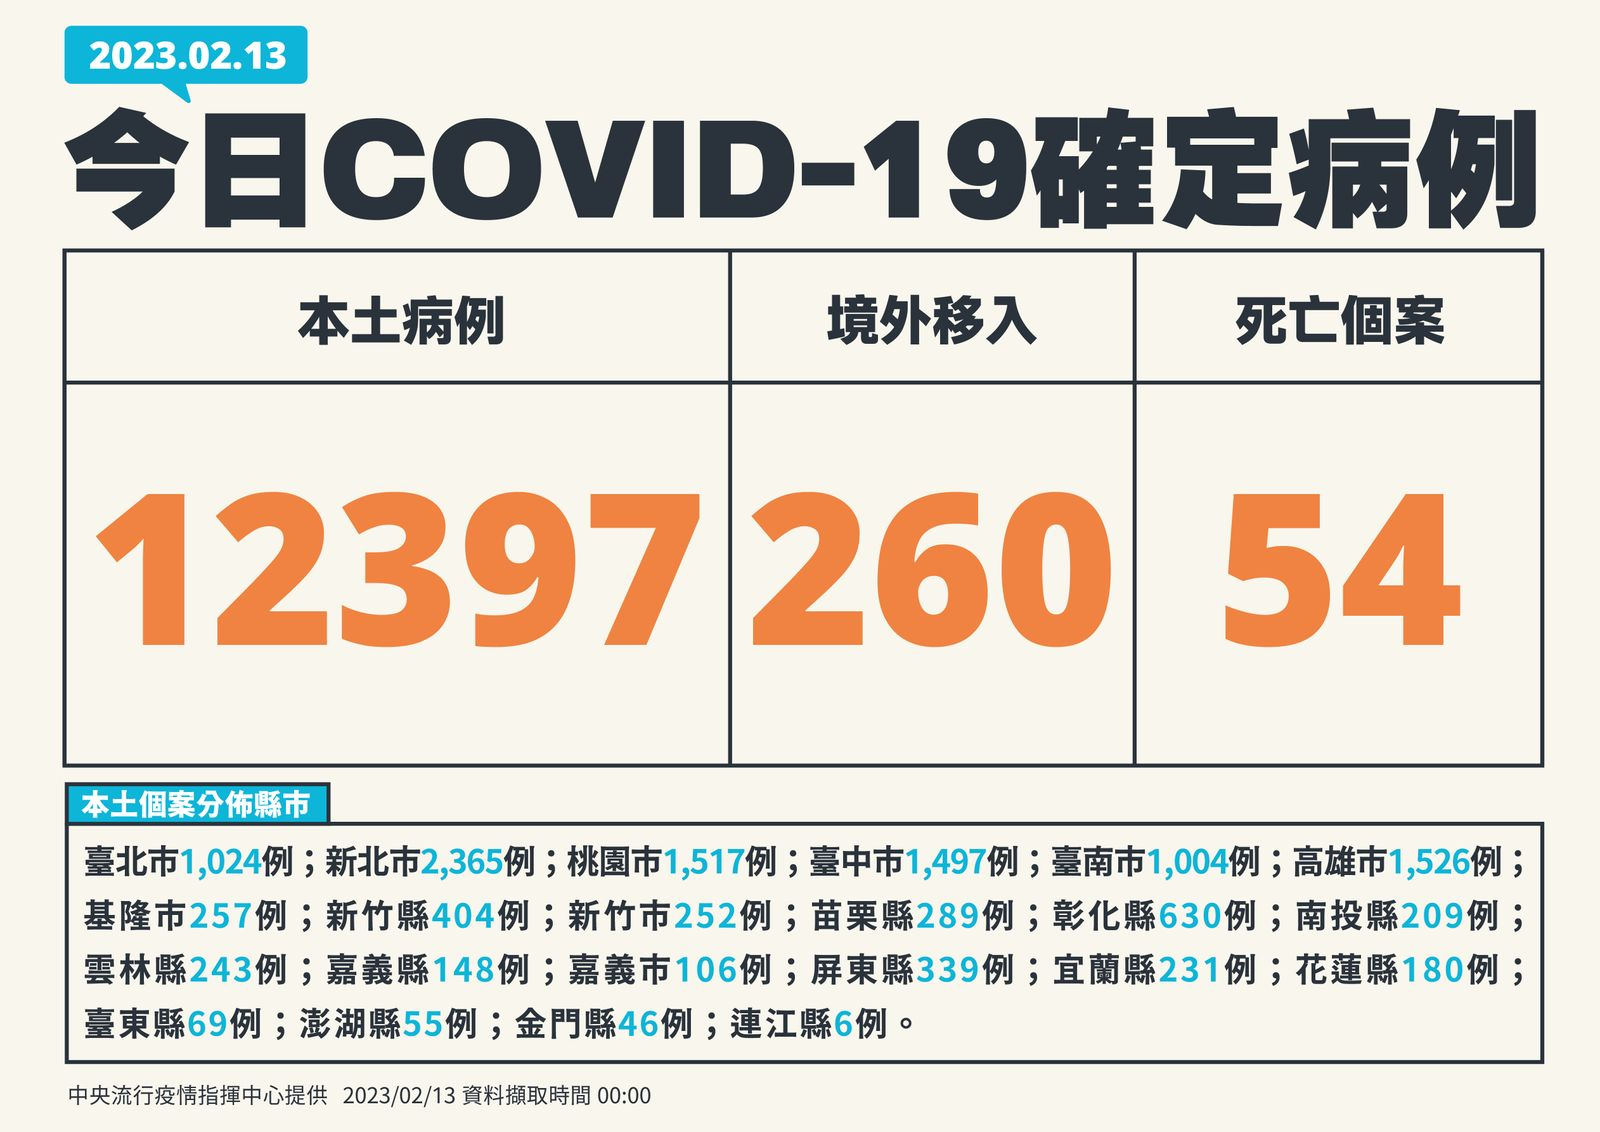 2023.02.13
今日COVID-19確定病例
本土病例 境外移入 死亡個案
12397 260 54
本土個案分佈縣市
臺北市1,024例；新北市2,365例；桃園市1,517例；臺中市1,497例；臺南市1,004例；高雄市1,526例；
基隆市257例；新竹縣404例；新竹市252例；苗栗縣289例；彰化縣630例；南投縣209例；
雲林縣243例；嘉義縣148例；嘉義市106例；屏東縣339例；宜蘭縣231例；花蓮縣180例；
臺東縣69例；澎湖縣55例；金門縣46例；連江縣6例。
中央流行疫情指揮中心提供 2023/02/13 資料擷取時間 00:00